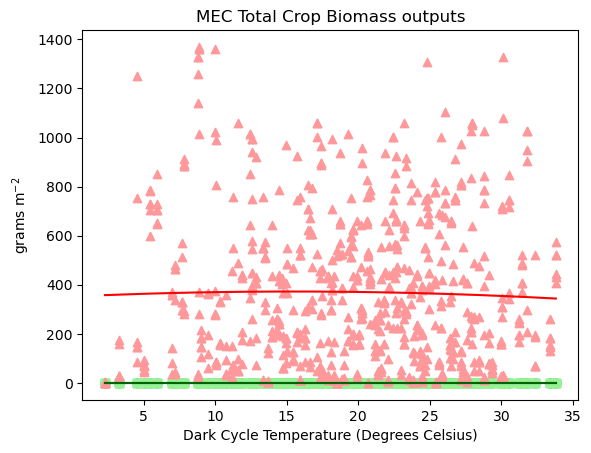 MEC Total Crop Biomass outputs
grams m⁻²
1400
1200
1000
800
600
400
200
0
5 10 15 20 25 30 35
Dark Cycle Temperature (Degrees Celsius)